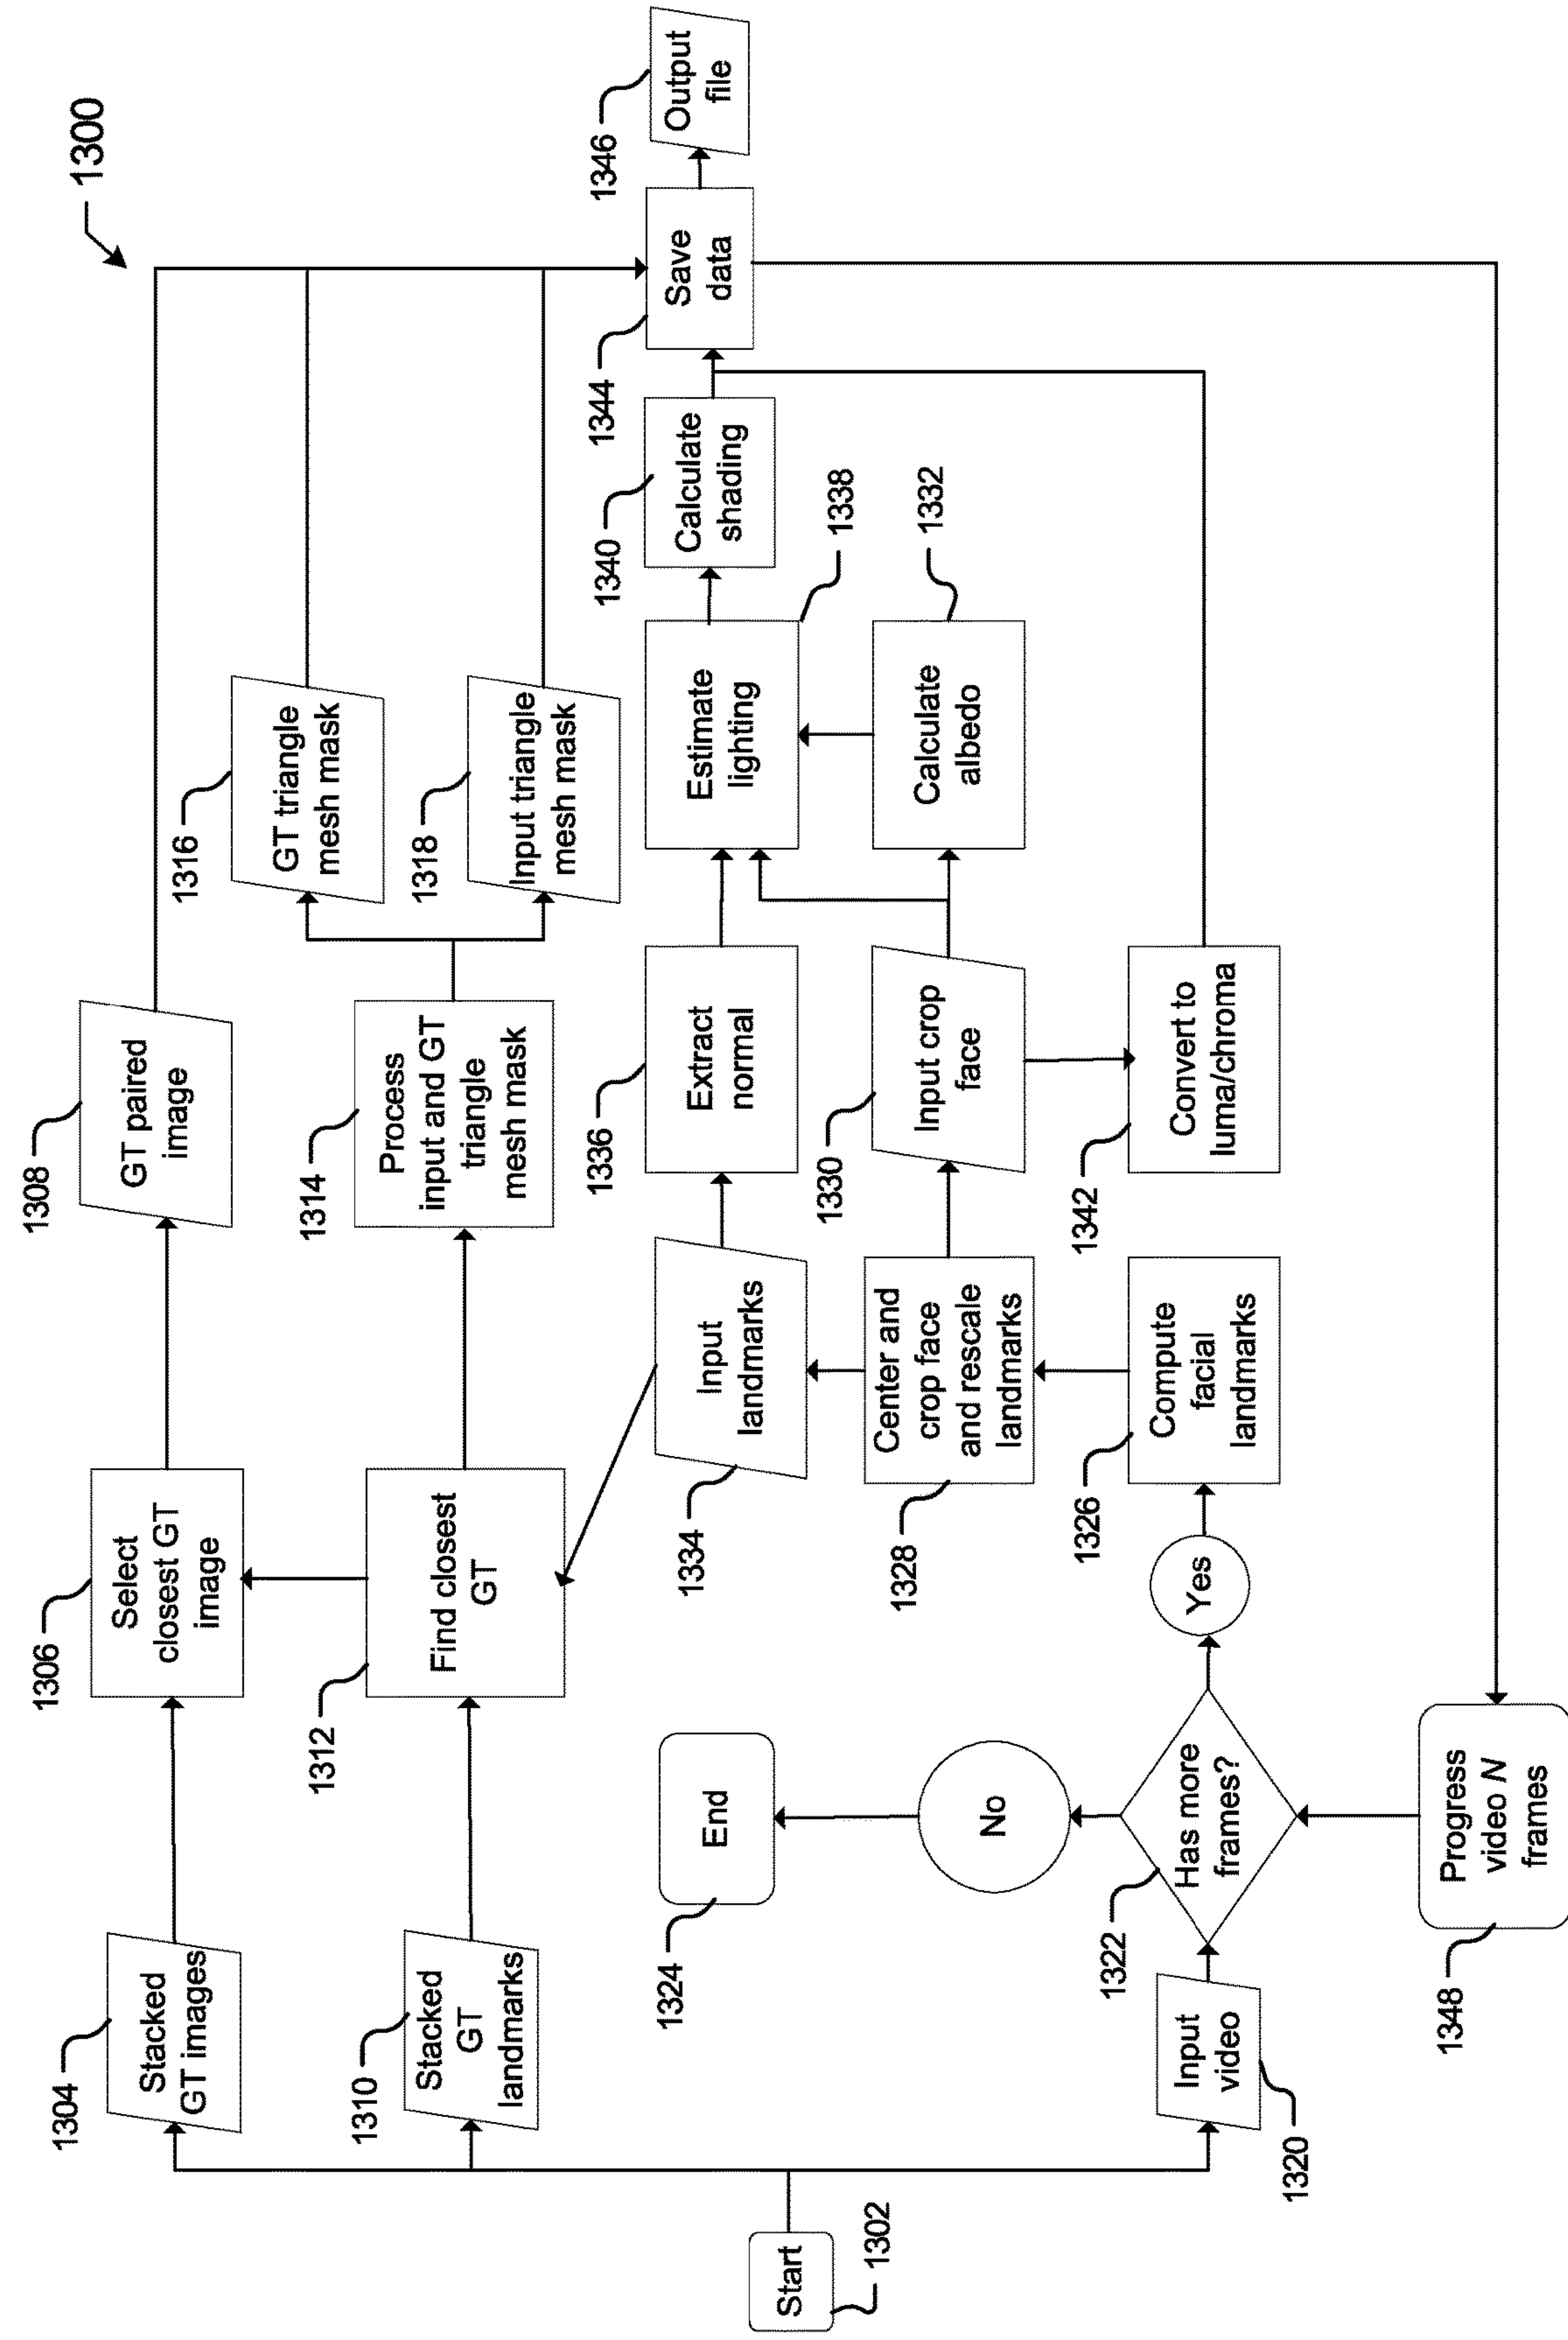 1300
1304
Stacked
GT images
1306
Select
closest GT
image
1308
GT paired
image
1310
Stacked
GT
landmarks
1312
Find closest
GT
1314
Process
input and GT
triangle
mesh mask
1316
GT triangle
mesh mask
1318
Input triangle
mesh mask
Start
1302
1324
End
No
1334
Input
landmarks
1336
Extract
normal
Estimate
lighting
1338
1340
Calculate
shading
1344
Save
data
1346
Output
file
1328
Center and
crop face
and rescale
landmarks
1330
Input crop
face
Calculate
albedo
1332
Input
video
1320
1322
Has more
frames?
Yes
1326
Compute
facial
landmarks
1342
Convert to
luma/chroma
1348
Progress
video N
frames